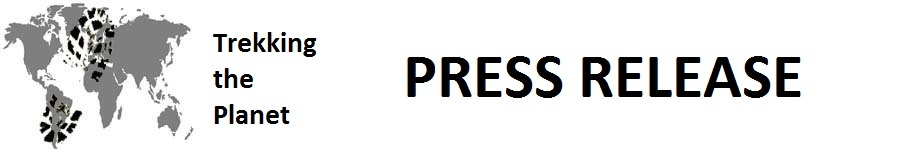 Trekking
the
Planet
PRESS RELEASE